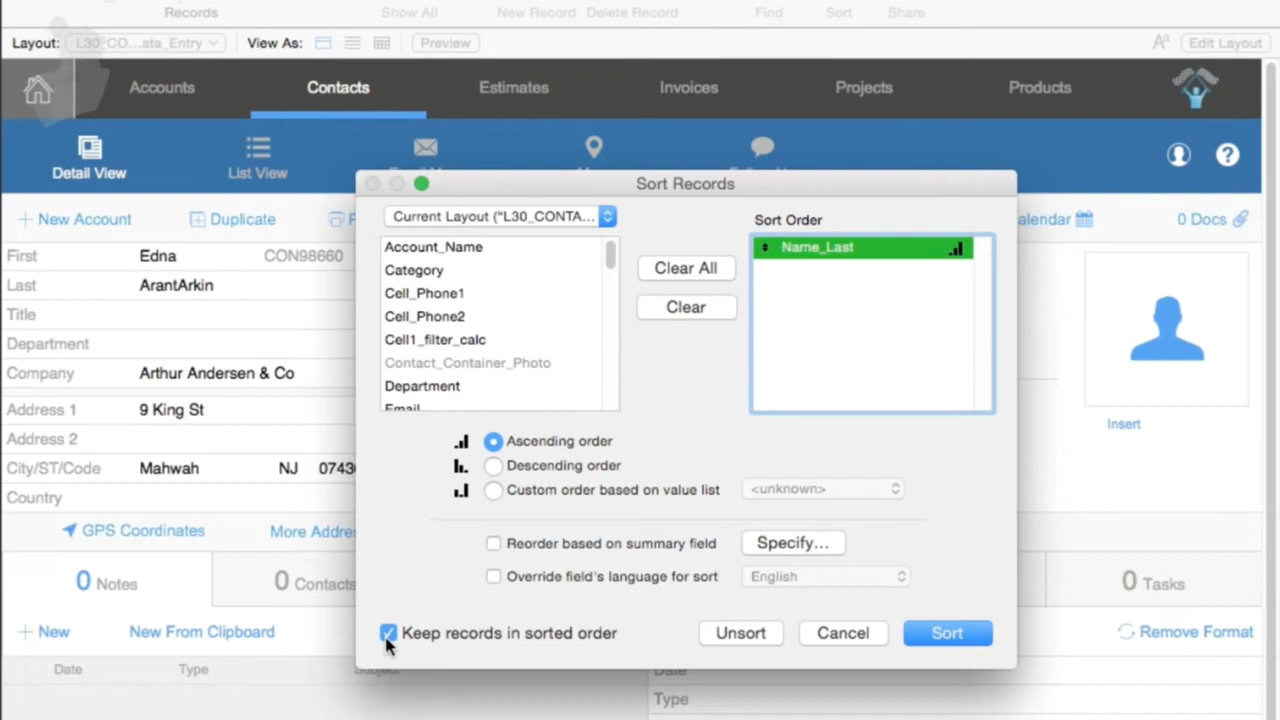 Records Show All New Record Delete Record Find Sort Share
Layout: L30_CO...ata_Entry View As: Preview Aa Edit Layout
Accounts Contacts Estimates Invoices Projects Products
Detail View List View
Sort Records
+ New Account Duplicate Calendar 0 Docs
Current Layout ("L30_CONTA... Sort Order
First Edna CON98660
Account_Name Name_Last
Last ArantArkin
Category Clear All
Title
Cell_Phone1
Cell_Phone2 Clear
Department
Cell1_filter_calc
Company Arthur Andersen & Co
Contact_Container_Photo
Department
Address 1 9 King St
Email
Insert
Address 2
Ascending order
City/ST/Code Mahwah NJ
Descending order
Country
Custom order based on value list <unknown>
GPS Coordinates
Reorder based on summary field Specify...
0 Notes 0 Contacts
Override field's language for sort English
0 Tasks
+ New New From Clipboard
Keep records in sorted order Unsort Cancel Sort
Remove Format
Date Type Subject Date
Type